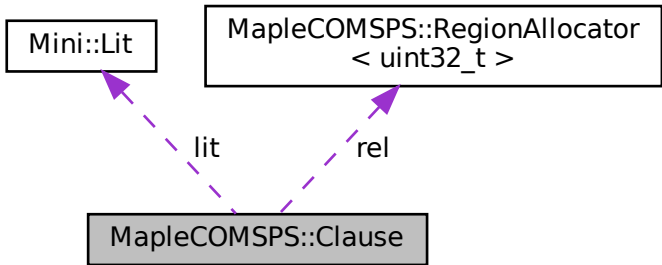 Mini::Lit
MapleCOMSPS::RegionAllocator
< uint32_t >
lit
rel
MapleCOMSPS::Clause